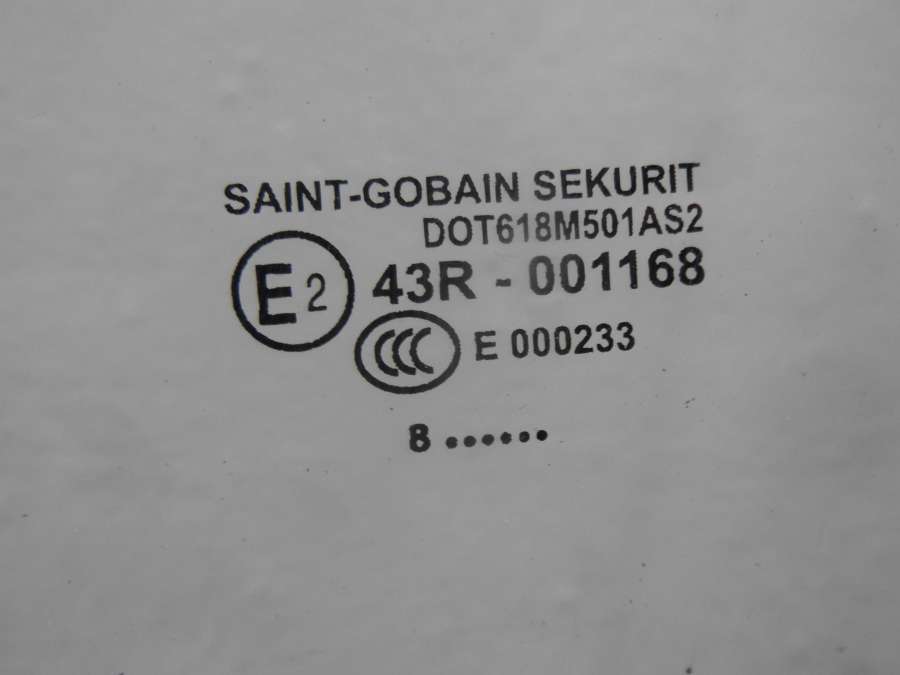 SAINT-GOBAIN SEKURIT
DOT618M501AS2
E2 43R - 001168
CCC E 000233
8 ••••••